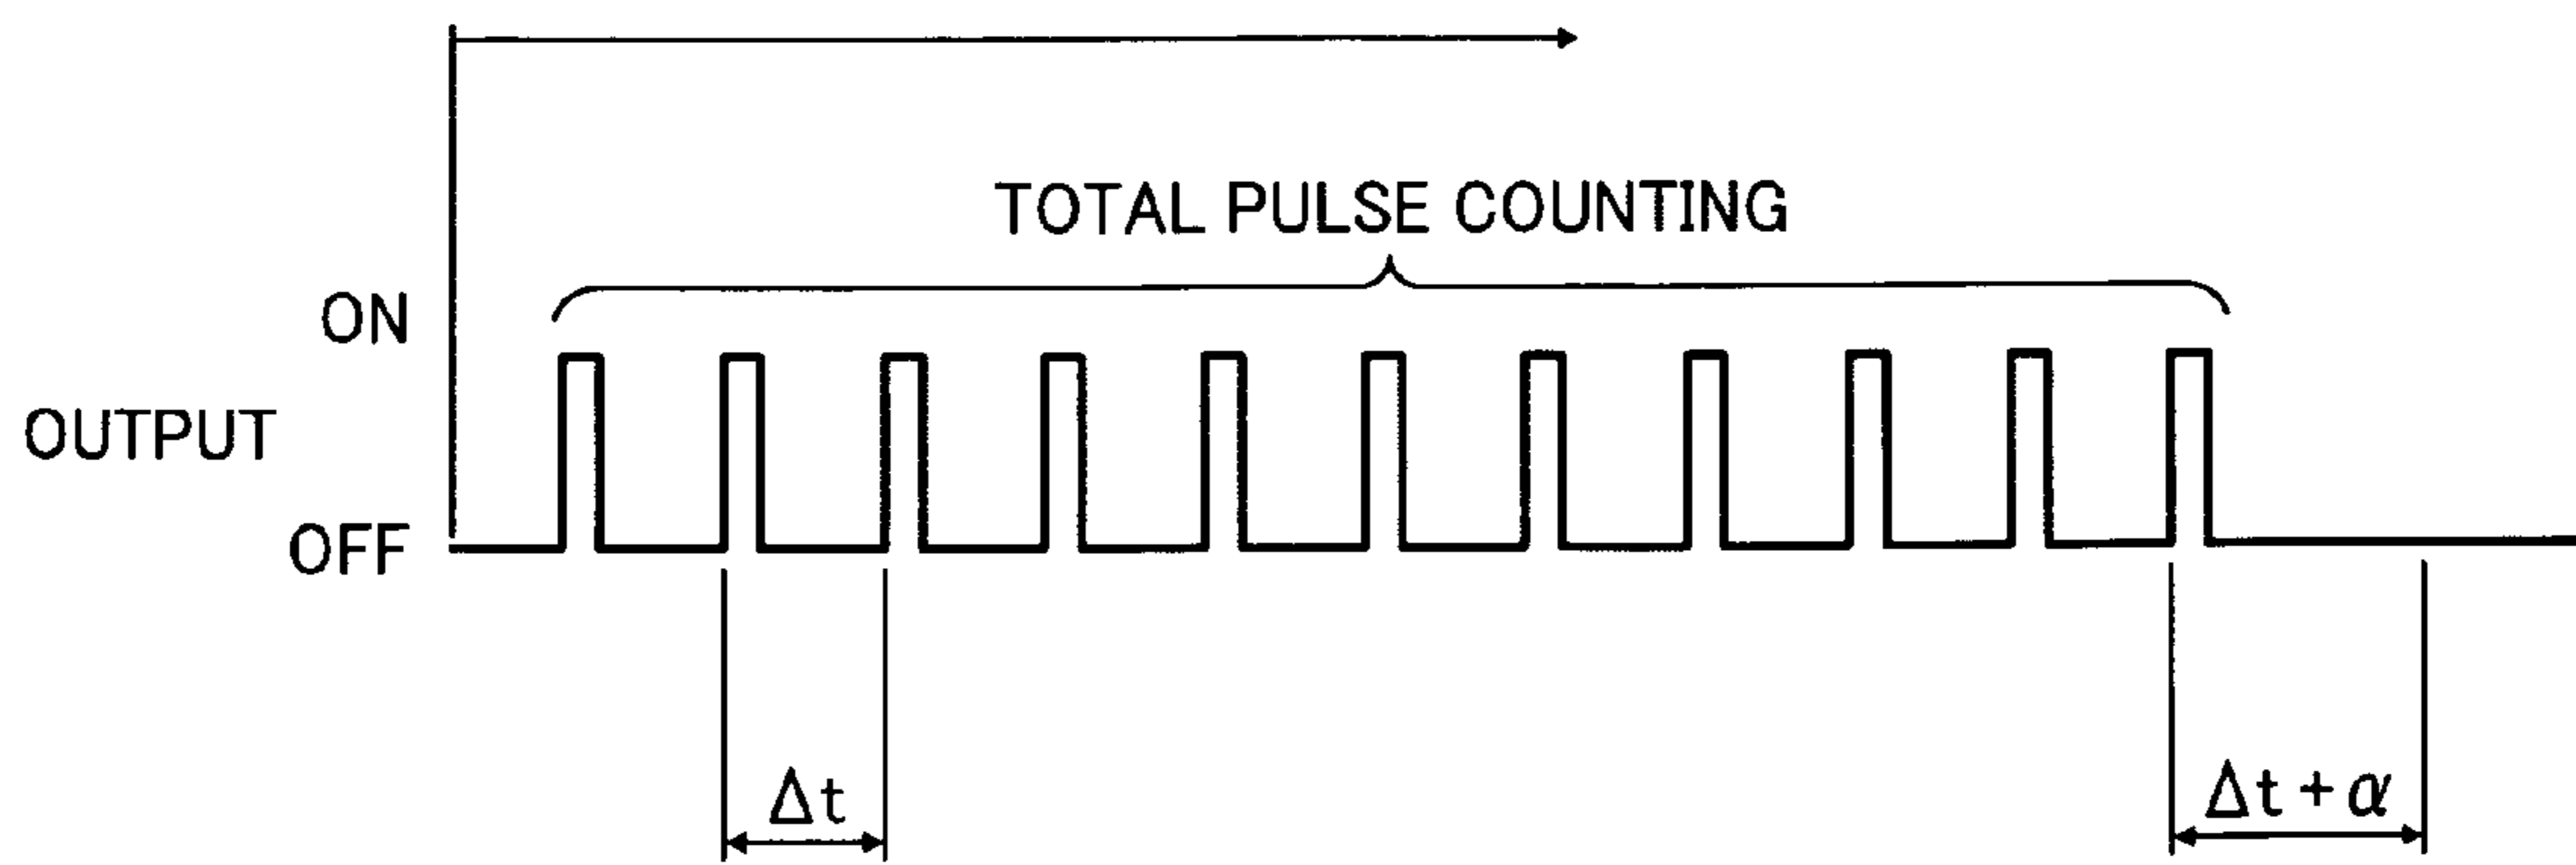 TOTAL PULSE COUNTING
ON
OUTPUT
OFF
Δt
Δt + α